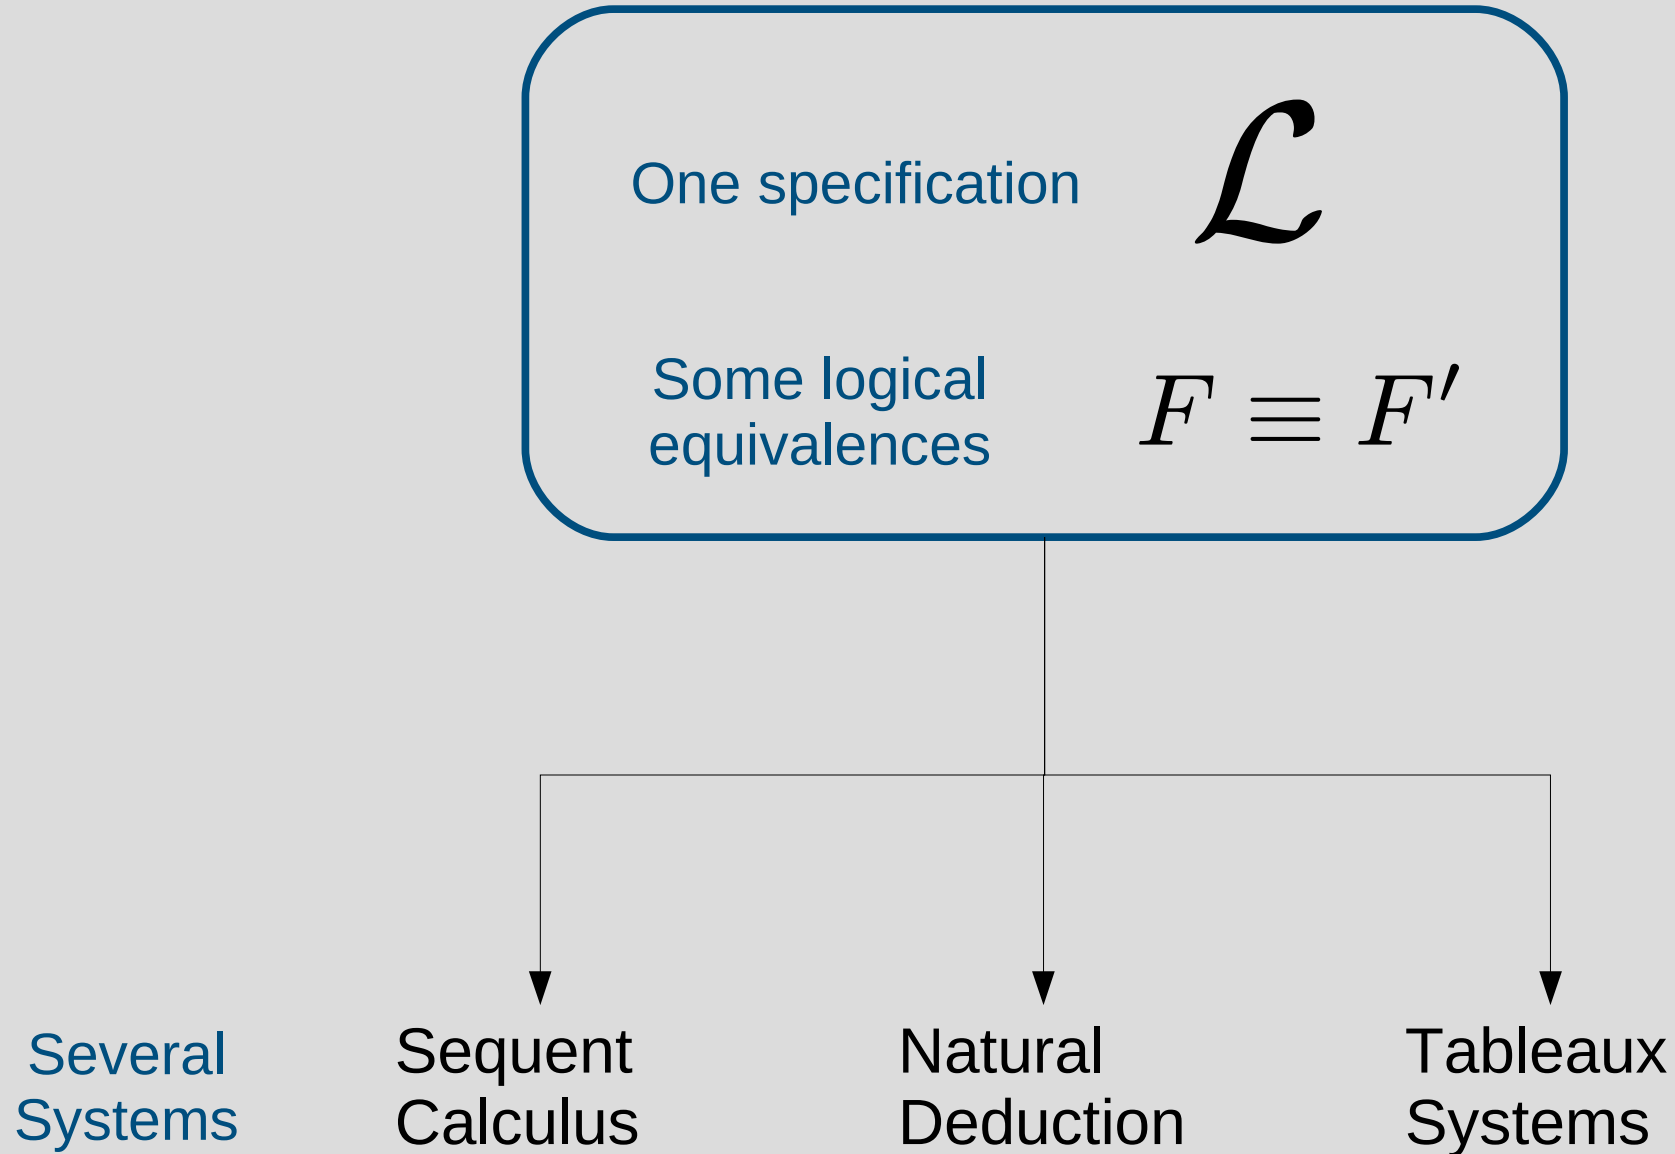 One specification ℒ
Some logical
equivalences
F ≡ F′
Several
Systems
Sequent
Calculus
Natural
Deduction
Tableaux
Systems